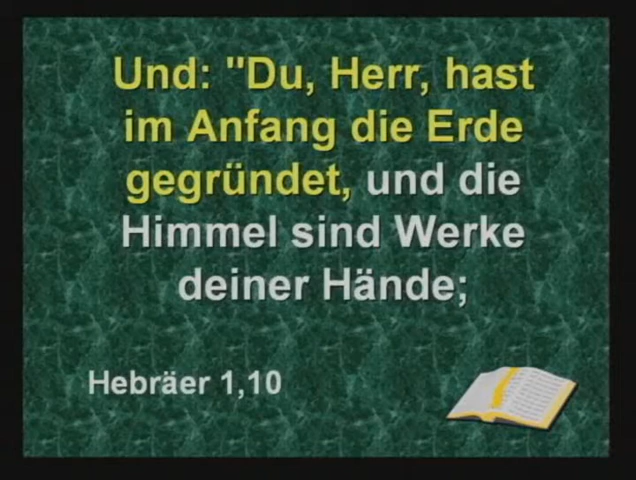 Und: "Du, Herr, hast
im Anfang die Erde
gegründet, und die
Himmel sind Werke
deiner Hände;
Hebräer 1,10